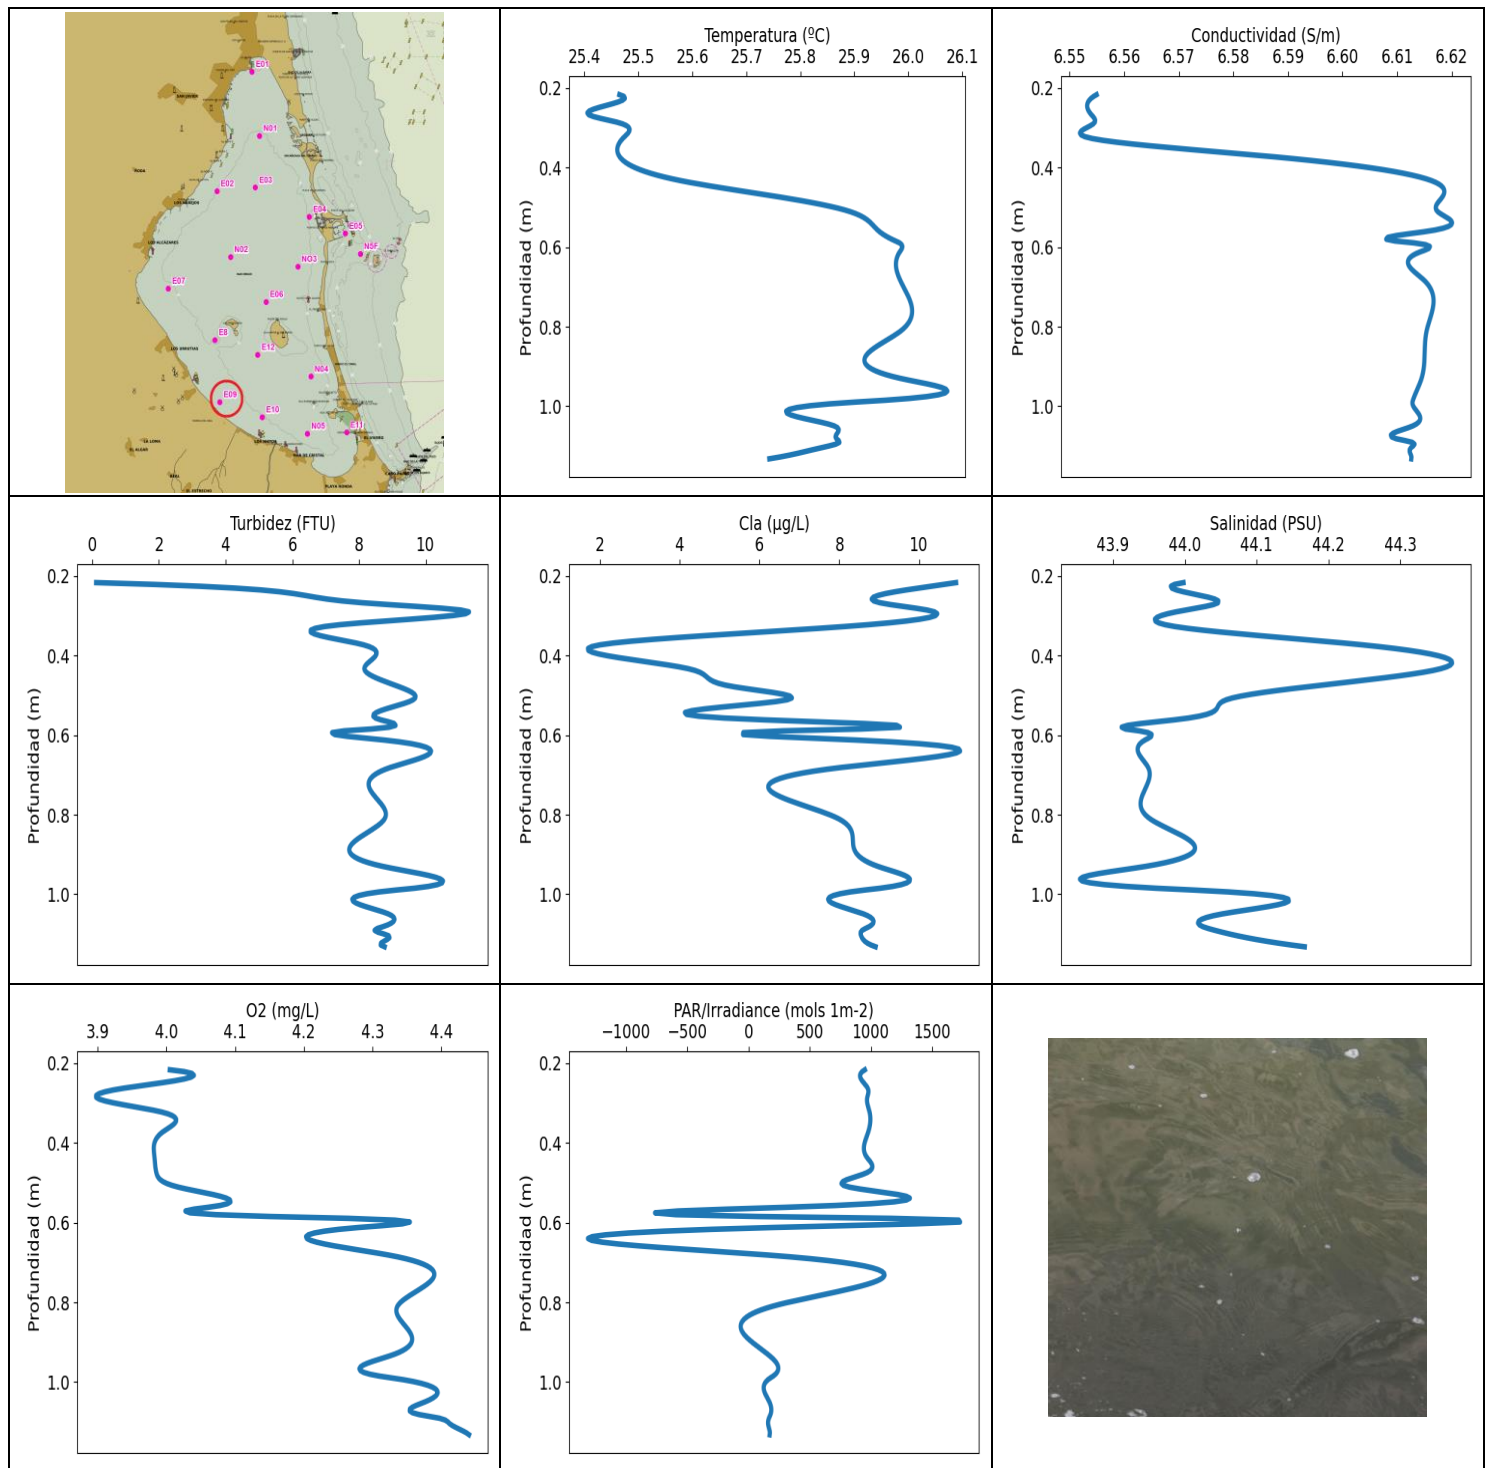 E01
N01
E02
E03
E04
E05
N02
N5F
NO3
E07
E06
E8
E12
N04
E09
E10
N05
E11
Temperatura (ºC)
25.4 25.5 25.6 25.7 25.8 25.9 26.0 26.1
Profundidad (m)
0.2
0.4
0.6
0.8
1.0
Conductividad (S/m)
6.55 6.56 6.57 6.58 6.59 6.60 6.61 6.62
Profundidad (m)
0.2
0.4
0.6
0.8
1.0
Turbidez (FTU)
0 2 4 6 8 10
Profundidad (m)
0.2
0.4
0.6
0.8
1.0
Cla (µg/L)
2 4 6 8 10
Profundidad (m)
0.2
0.4
0.6
0.8
1.0
Salinidad (PSU)
43.9 44.0 44.1 44.2 44.3
Profundidad (m)
0.2
0.4
0.6
0.8
1.0
O2 (mg/L)
3.9 4.0 4.1 4.2 4.3 4.4
Profundidad (m)
0.2
0.4
0.6
0.8
1.0
PAR/Irradiance (mols 1m-2)
−1000 −500 0 500 1000 1500
Profundidad (m)
0.2
0.4
0.6
0.8
1.0